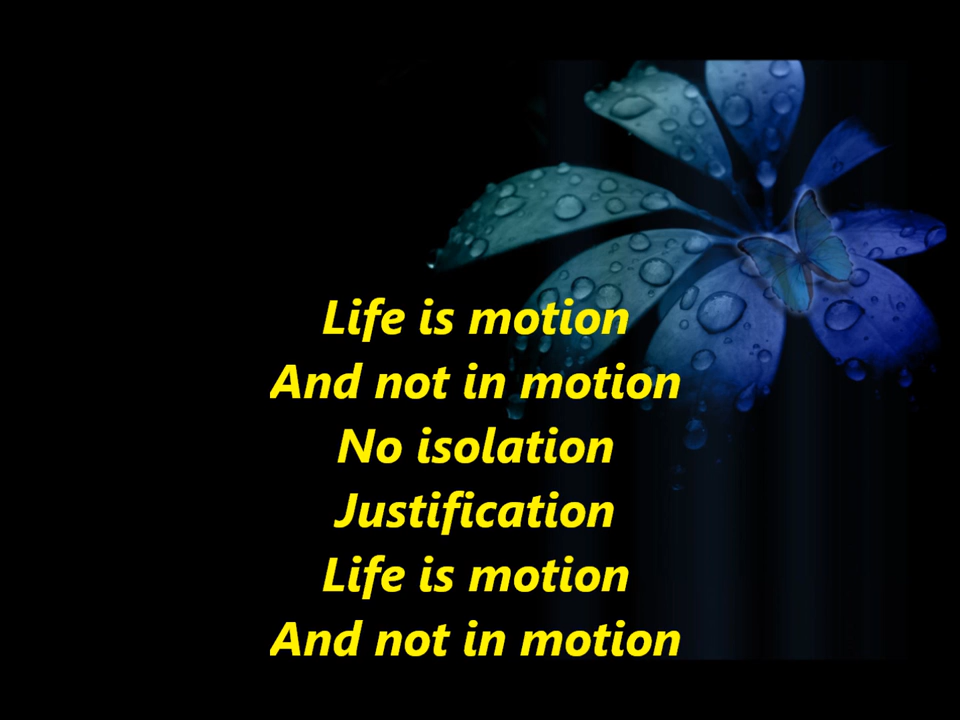 Life is motion
And not in motion
No isolation
Justification
Life is motion
And not in motion